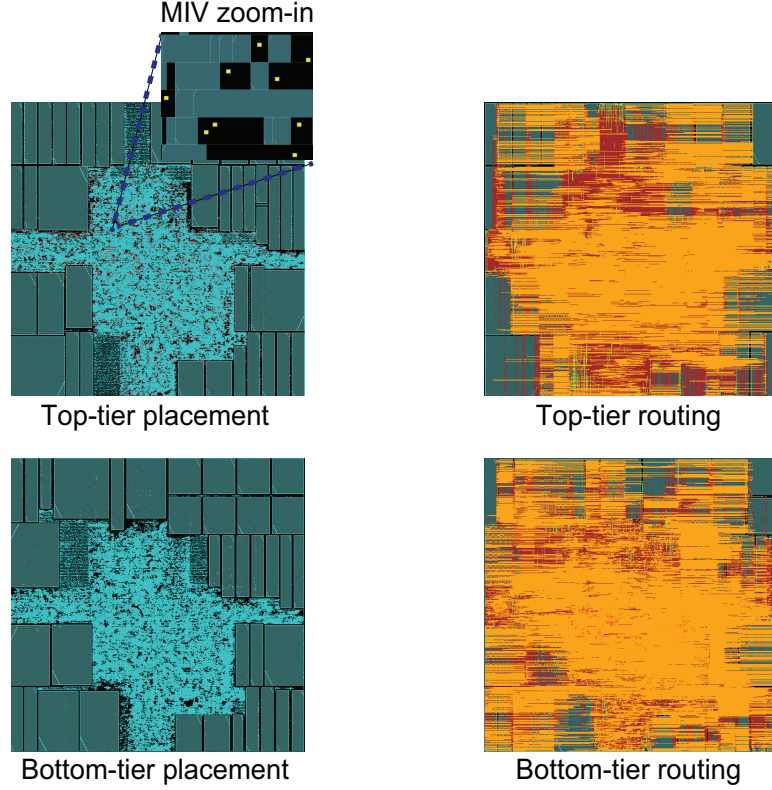 MIV zoom-in
Top-tier placement
Top-tier routing
Bottom-tier placement
Bottom-tier routing